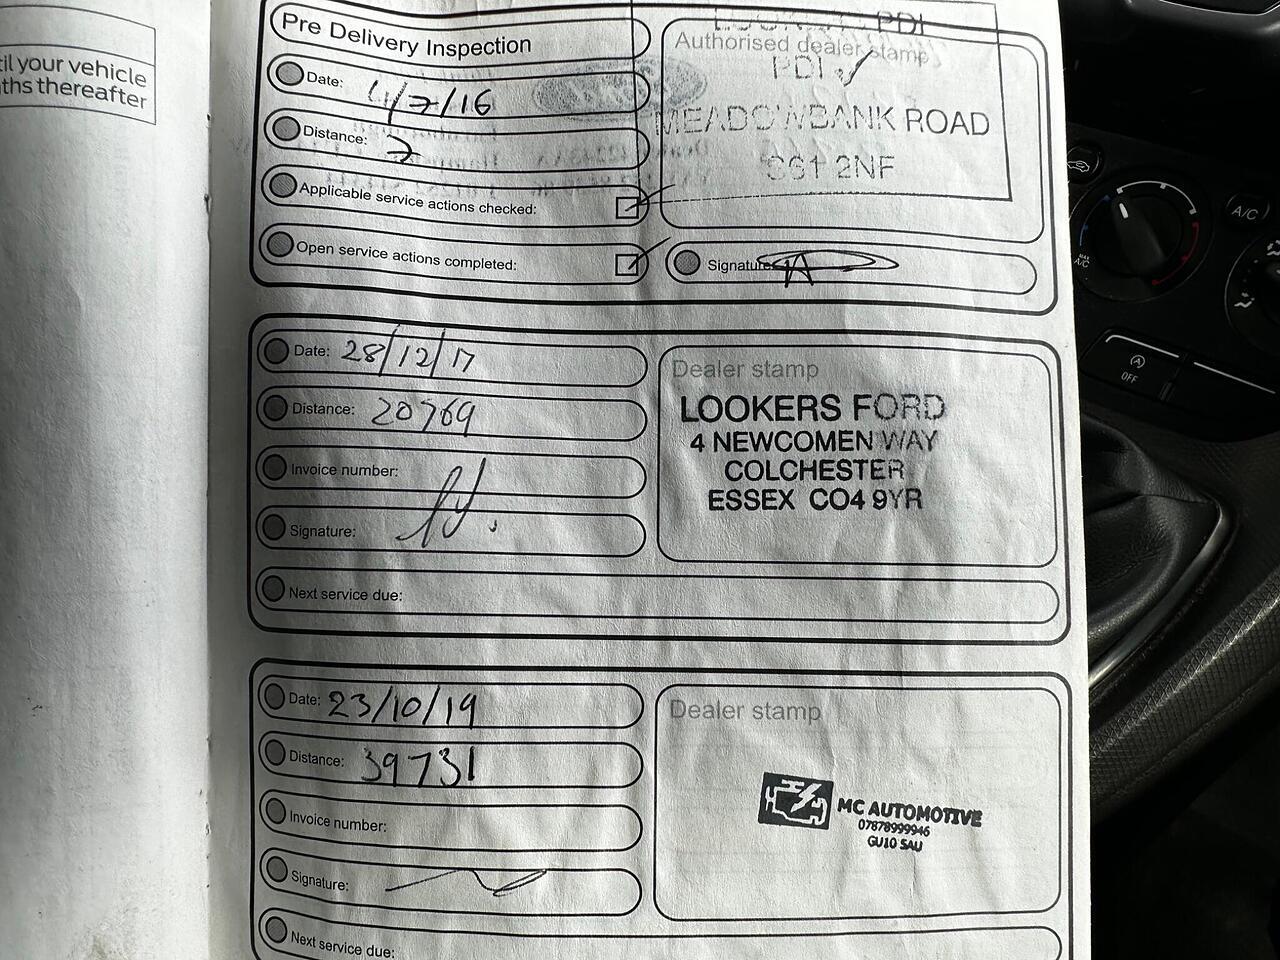 til your vehicle
ths thereafter
Pre Delivery Inspection
Date: 4/7/16
Distance: 7
Applicable service actions checked:
Open service actions completed:
PDI
Authorised dealer stamp
PDI
MEADOWBANK ROAD
SS1 2NF
Signature
Date: 28/12/17
Distance: 20769
Invoice number:
Signature:
Next service due:
Dealer stamp
LOOKERS FORD
4 NEWCOMEN WAY
COLCHESTER
ESSEX CO4 9YR
Date: 23/10/19
Distance: 39731
Invoice number:
Signature:
Next service due:
Dealer stamp
MC AUTOMOTIVE
07878999946
GU10 5AU
A/C
MAX
A/C
OFF